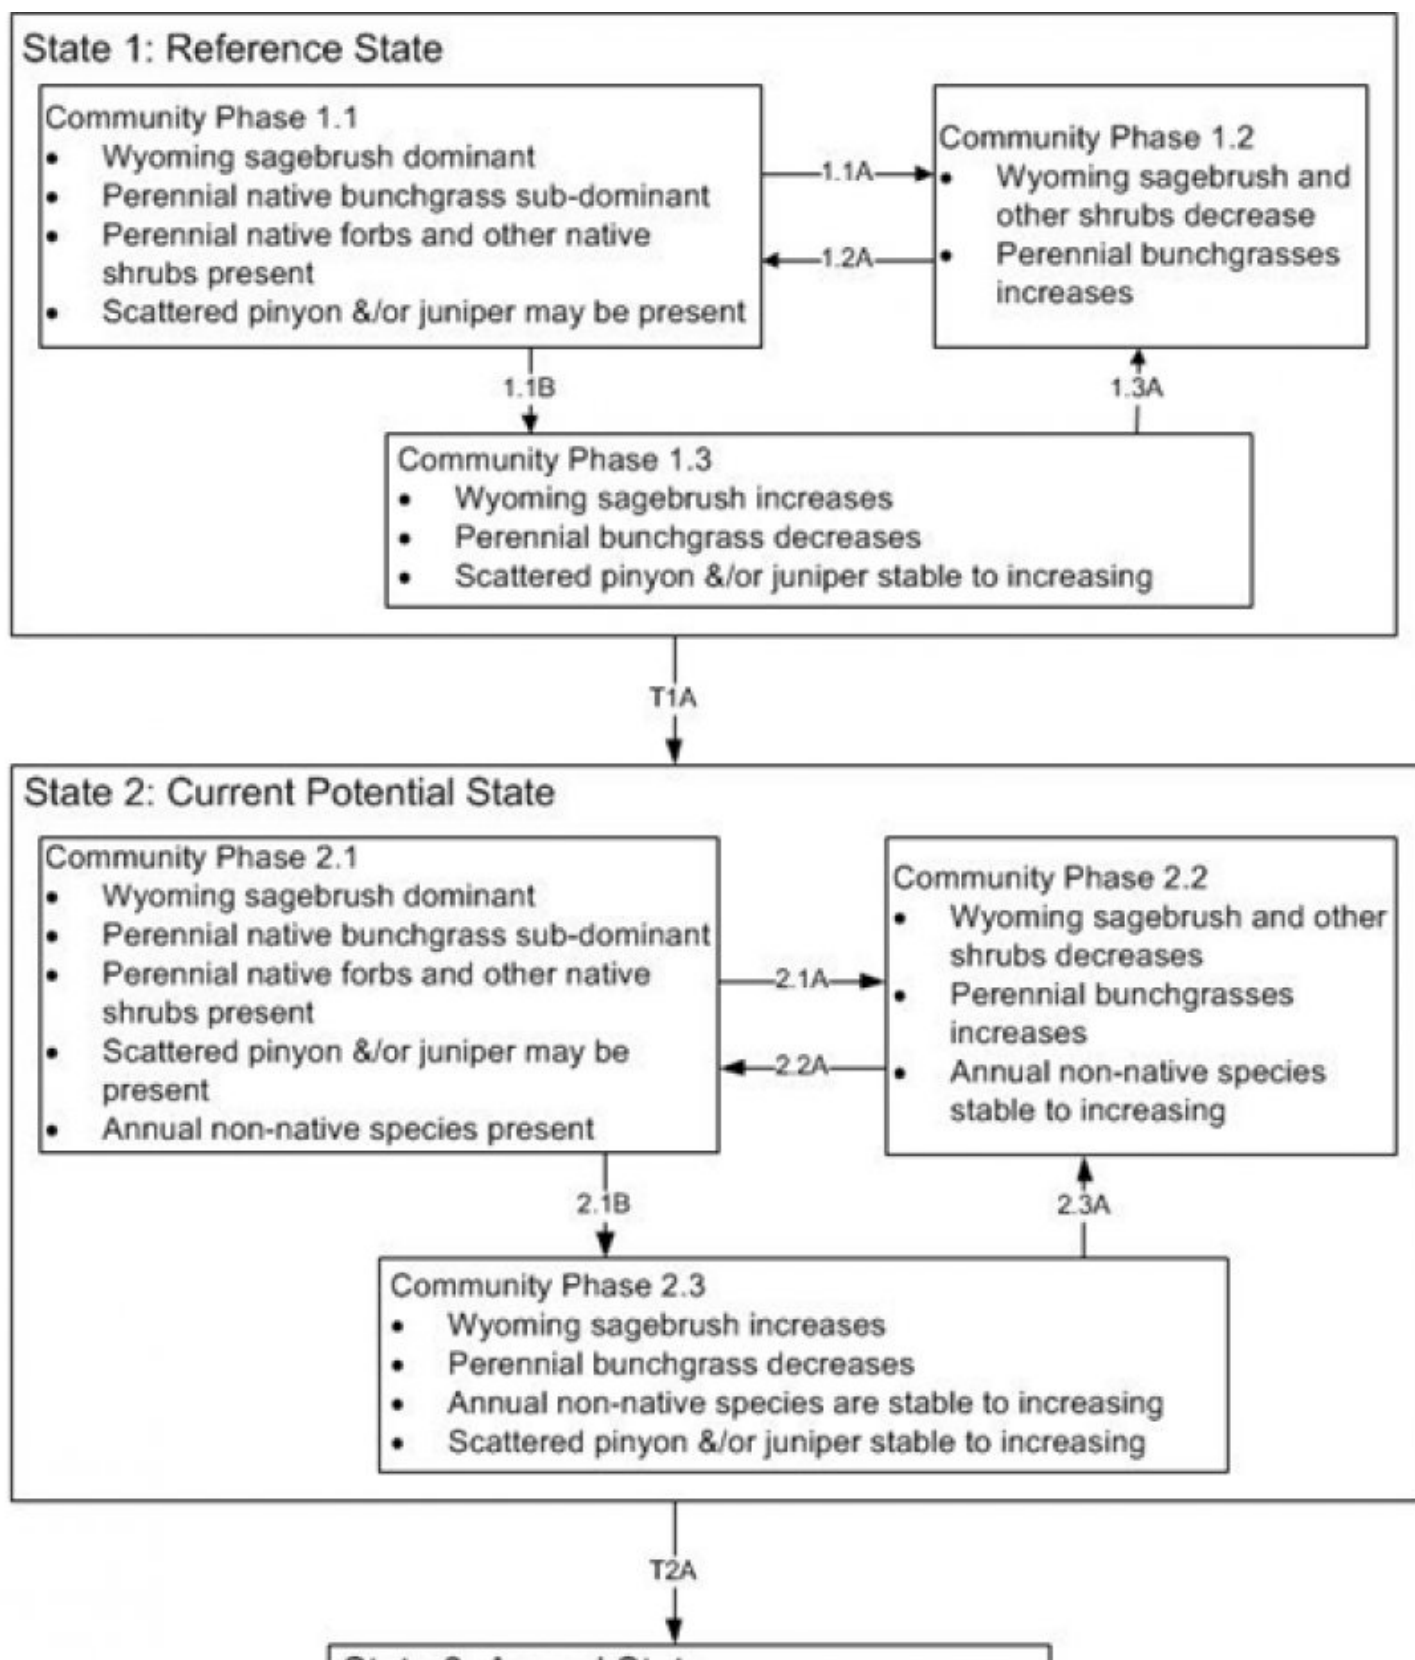 State 1: Reference State
Community Phase 1.1
• Wyoming sagebrush dominant
• Perennial native bunchgrass sub-dominant
• Perennial native forbs and other native
shrubs present
• Scattered pinyon &/or juniper may be present
1.1A
1.2A
Community Phase 1.2
• Wyoming sagebrush and
other shrubs decrease
• Perennial bunchgrasses
increases
1.1B
1.3A
Community Phase 1.3
• Wyoming sagebrush increases
• Perennial bunchgrass decreases
• Scattered pinyon &/or juniper stable to increasing
T1A
State 2: Current Potential State
Community Phase 2.1
• Wyoming sagebrush dominant
• Perennial native bunchgrass sub-dominant
• Perennial native forbs and other native
shrubs present
• Scattered pinyon &/or juniper may be
present
• Annual non-native species present
2.1A
2.2A
Community Phase 2.2
• Wyoming sagebrush and other
shrubs decreases
• Perennial bunchgrasses
increases
• Annual non-native species
stable to increasing
2.1B
2.3A
Community Phase 2.3
• Wyoming sagebrush increases
• Perennial bunchgrass decreases
• Annual non-native species are stable to increasing
• Scattered pinyon &/or juniper stable to increasing
T2A